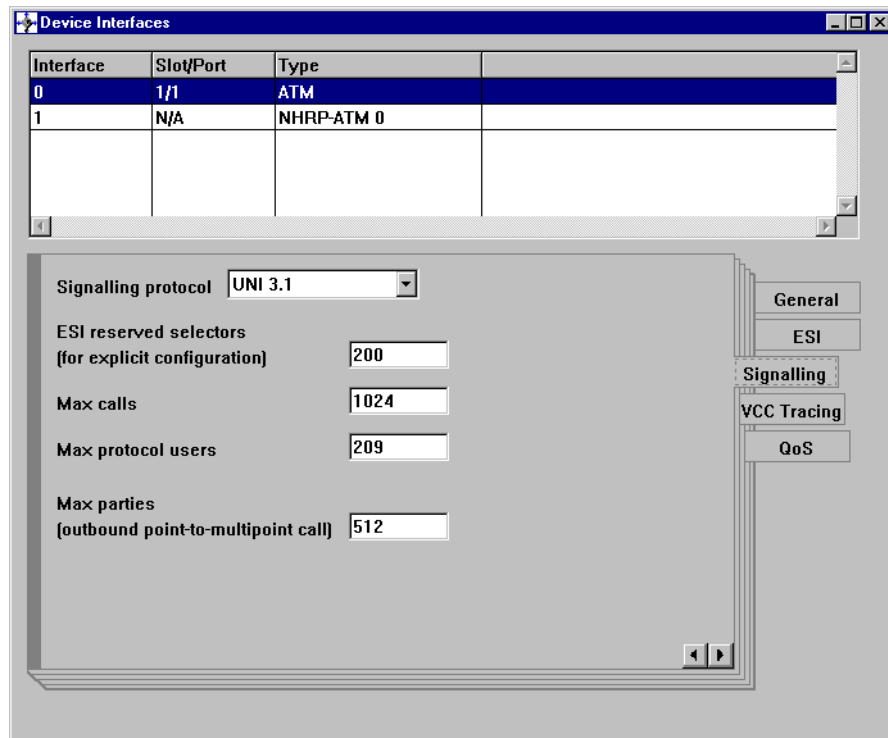 Device Interfaces
Interface Slot/Port Type
0 1/1 ATM
1 N/A NHRP-ATM 0
Signalling protocol UNI 3.1
ESI reserved selectors
(for explicit configuration) 200
Max calls 1024
Max protocol users 209
Max parties
(outbound point-to-multipoint call) 512
General
ESI
Signalling
VCC Tracing
QoS